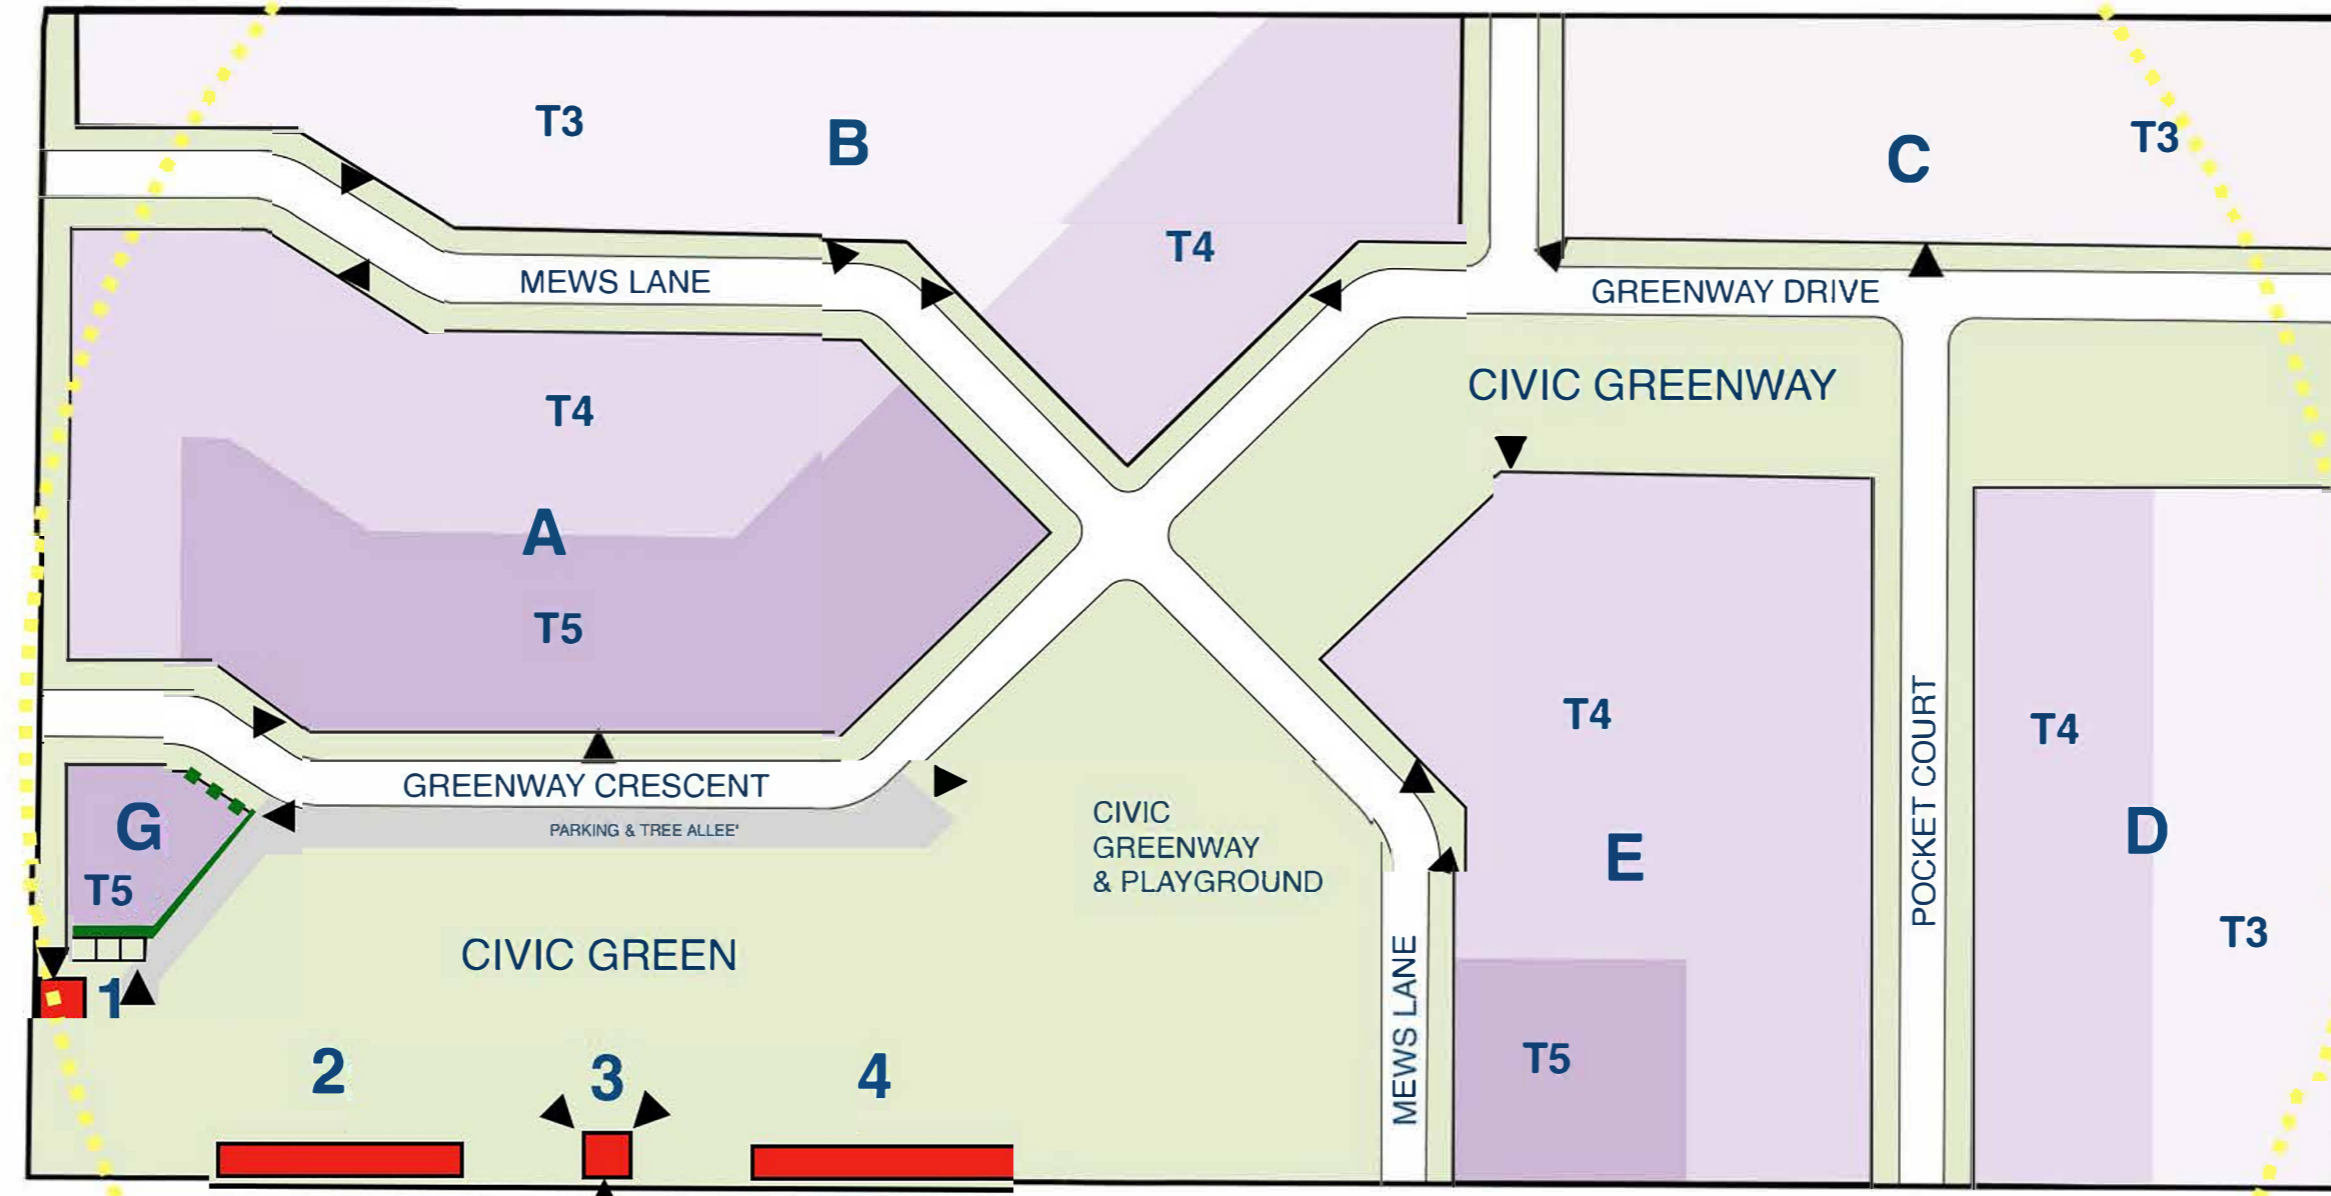 T3
B
C
T3
T4
MEWS LANE
GREENWAY DRIVE
CIVIC GREENWAY
T4
A
T5
T4
T4
POCKET COURT
GREENWAY CRESCENT
PARKING & TREE ALLEE'
CIVIC
GREENWAY
& PLAYGROUND
G
T5
E
D
T3
CIVIC GREEN
1
MEWS LANE
T5
2
3
4